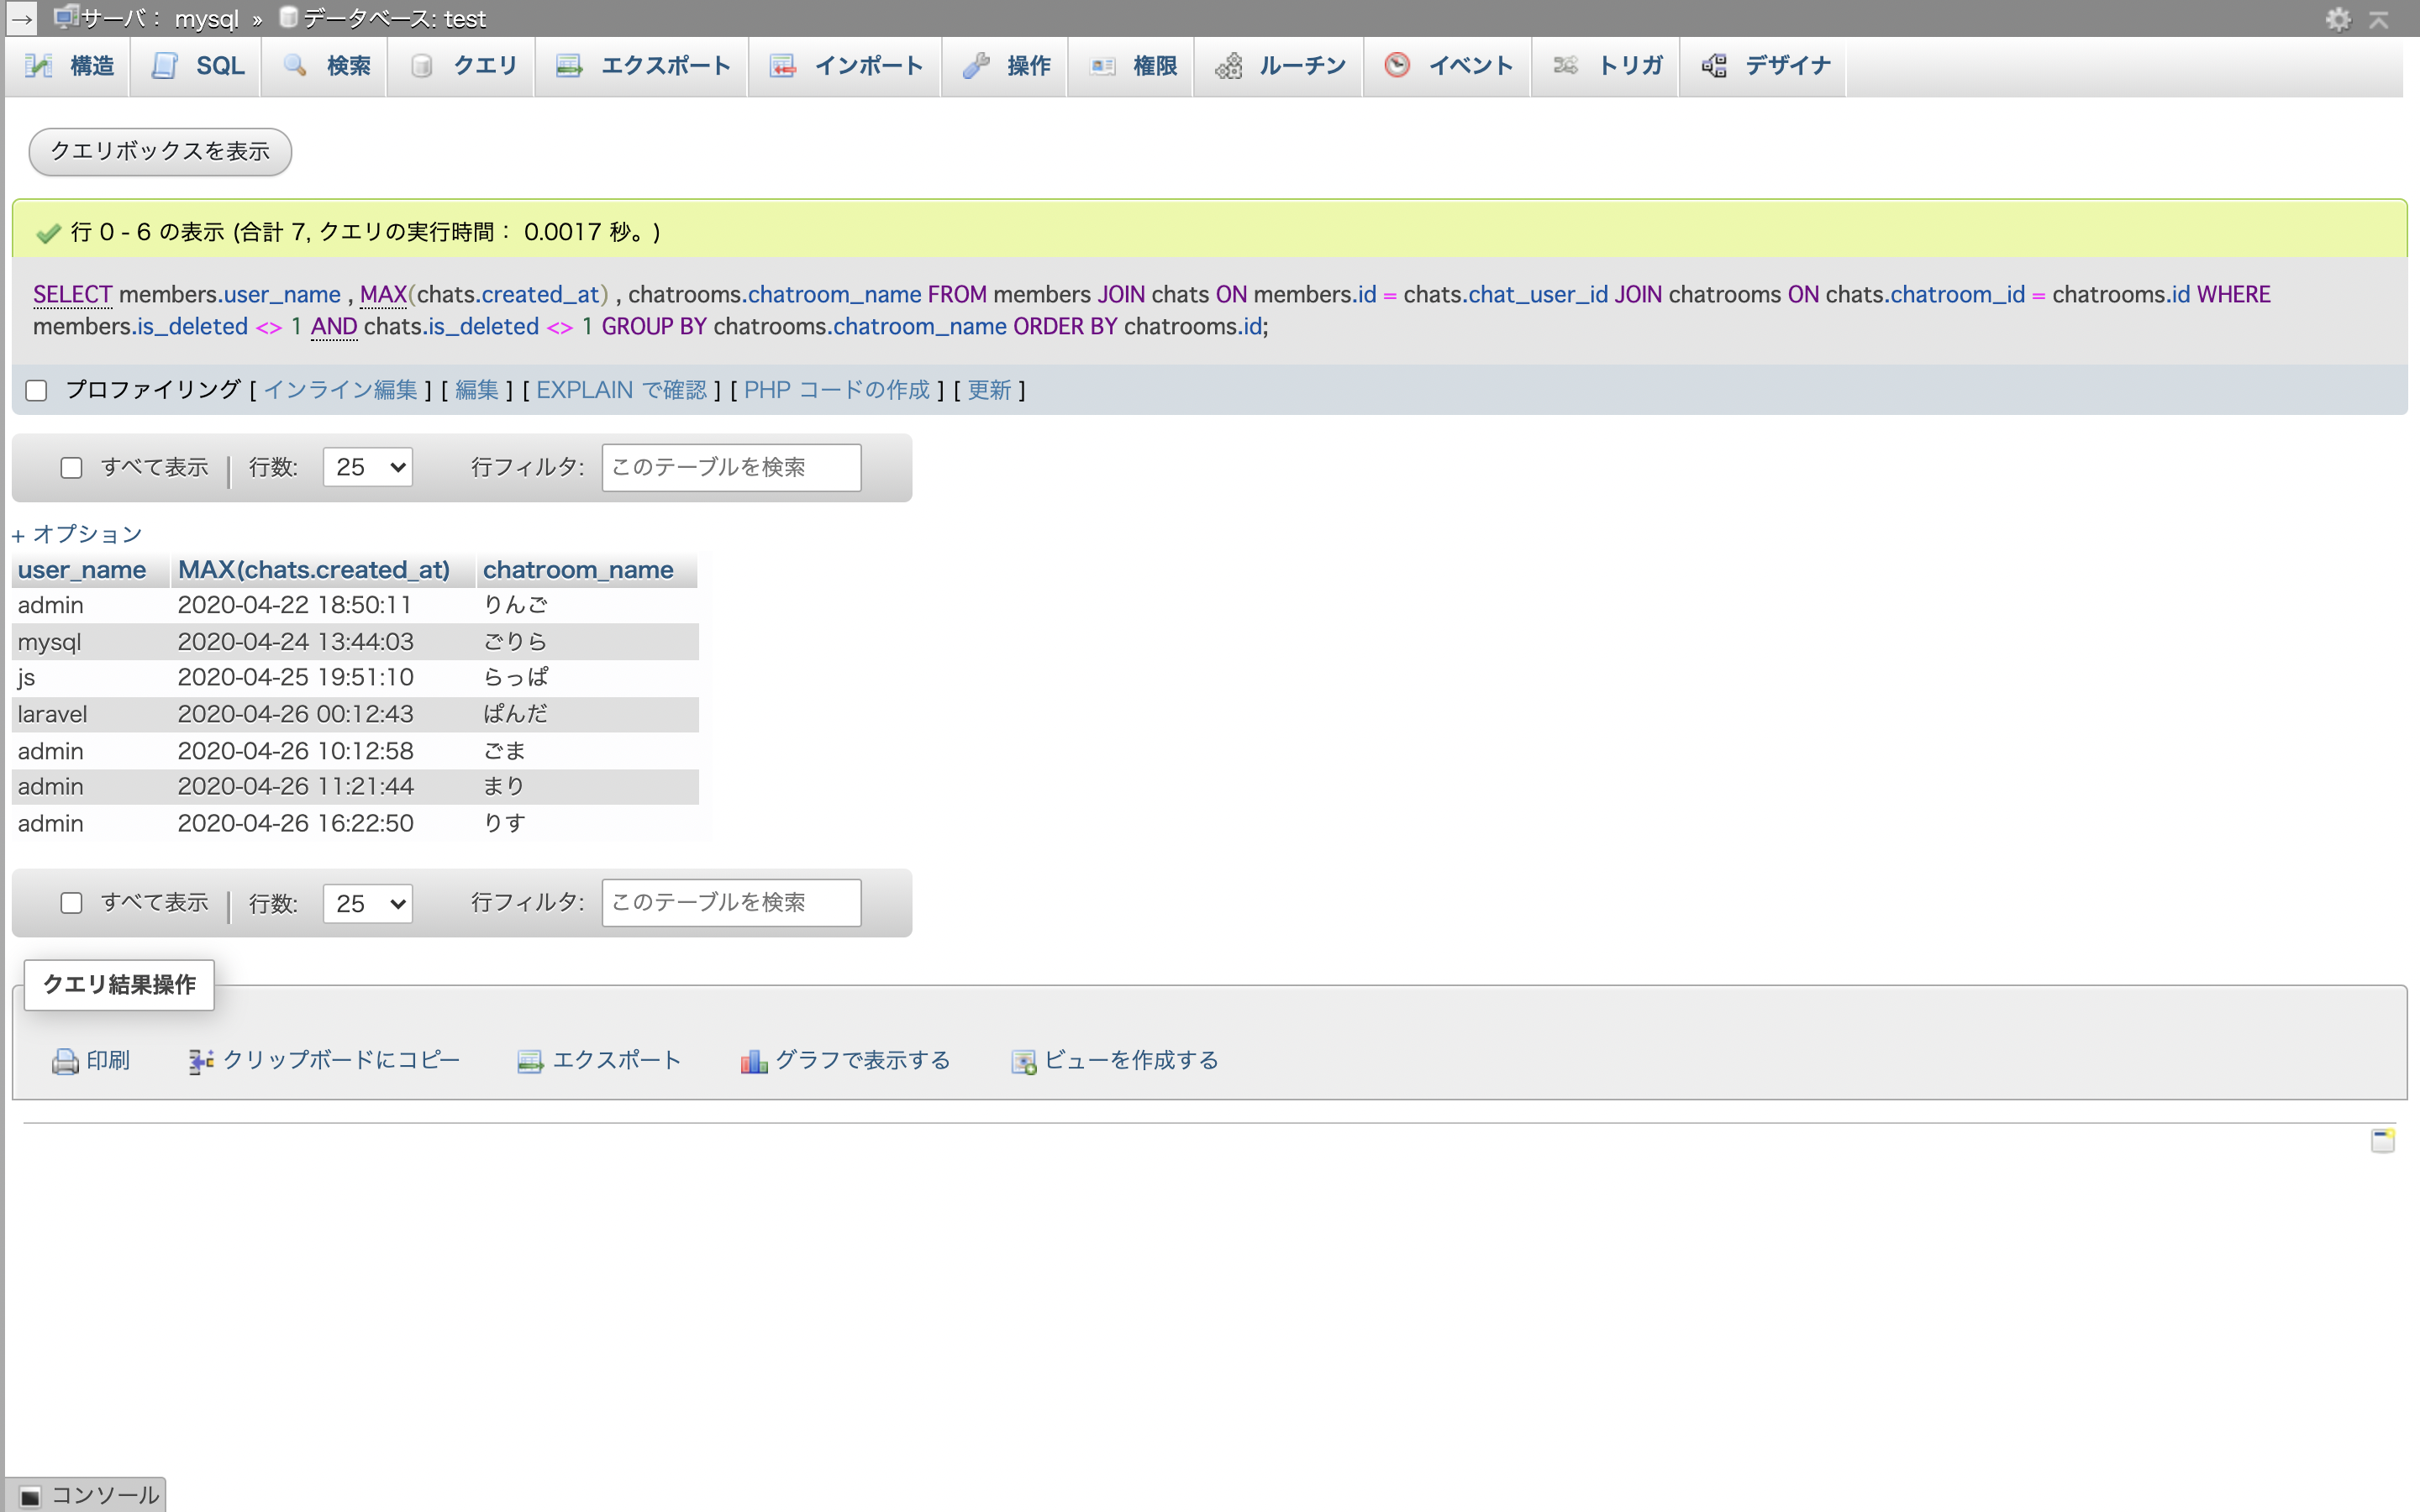 → サーバ： mysql » データベース: test
構造 SQL 検索 クエリ エクスポート インポート 操作 権限 ルーチン イベント トリガ デザイナ
クエリボックスを表示
行 0 - 6 の表示 (合計 7, クエリの実行時間： 0.0017 秒。)
SELECT members.user_name , MAX(chats.created_at) , chatrooms.chatroom_name FROM members JOIN chats ON members.id = chats.chat_user_id JOIN chatrooms ON chats.chatroom_id = chatrooms.id WHERE
members.is_deleted <> 1 AND chats.is_deleted <> 1 GROUP BY chatrooms.chatroom_name ORDER BY chatrooms.id;
プロファイリング [ インライン編集 ] [ 編集 ] [ EXPLAIN で確認 ] [ PHP コードの作成 ] [ 更新 ]
すべて表示 | 行数: 25 行フィルタ: このテーブルを検索
+ オプション
user_name MAX(chats.created_at) chatroom_name
admin 2020-04-22 18:50:11 りんご
mysql 2020-04-24 13:44:03 ごりら
js 2020-04-25 19:51:10 らっぱ
laravel 2020-04-26 00:12:43 ぱんだ
admin 2020-04-26 10:12:58 ごま
admin 2020-04-26 11:21:44 まり
admin 2020-04-26 16:22:50 りす
すべて表示 | 行数: 25 行フィルタ: このテーブルを検索
クエリ結果操作
印刷 クリップボードにコピー エクスポート グラフで表示する ビューを作成する
コンソール